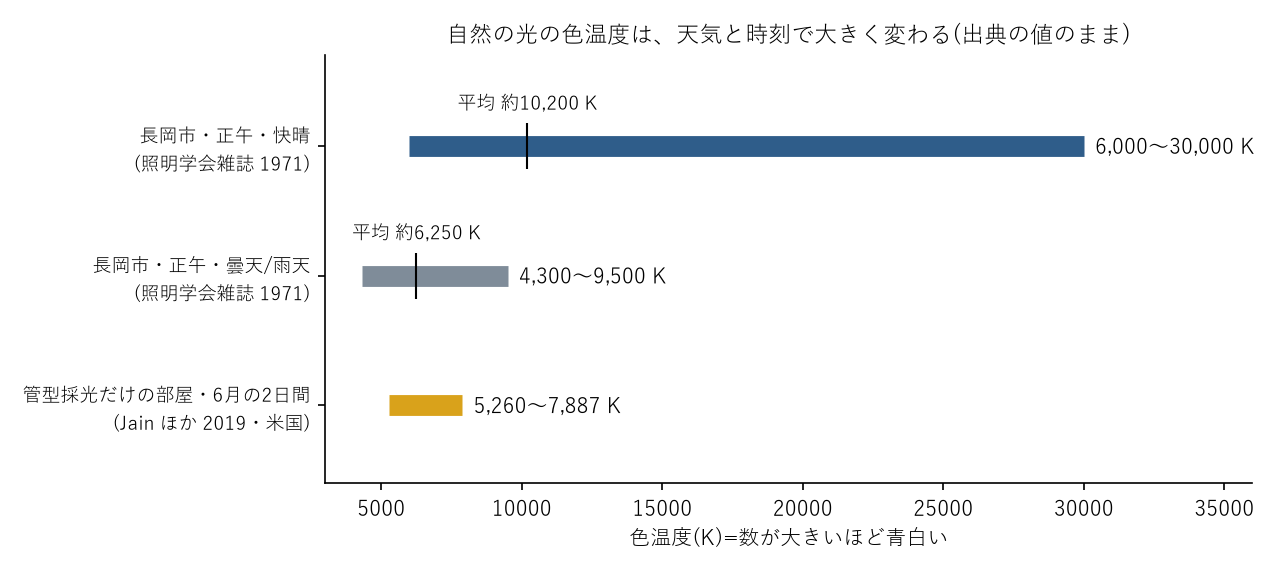 自然の光の色温度は、天気と時刻で大きく変わる(出典の値のまま)
平均 約10,200 K
長岡市・正午・快晴
(照明学会雑誌 1971)
6,000〜30,000 K
平均 約6,250 K
長岡市・正午・曇天/雨天
(照明学会雑誌 1971)
4,300〜9,500 K
管型採光だけの部屋・6月の2日間
(Jain ほか 2019・米国)
5,260〜7,887 K
5000 10000 15000 20000 25000 30000 35000
色温度(K)=数が大きいほど青白い